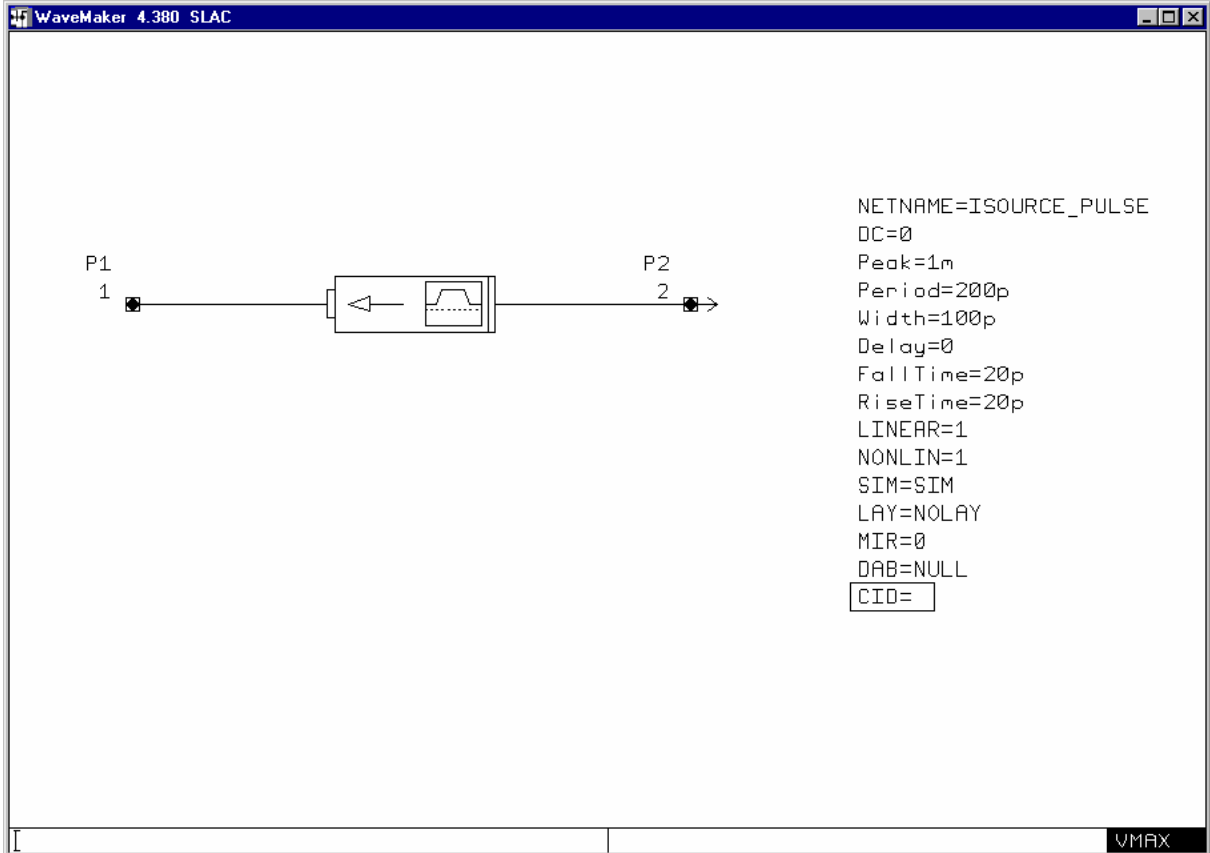 WaveMaker 4.380 SLAC
P1
1
P2
2
NETNAME=ISOURCE_PULSE
DC=0
Peak=1m
Period=200p
Width=100p
Delay=0
FallTime=20p
RiseTime=20p
LINEAR=1
NONLIN=1
SIM=SIM
LAY=NOLAY
MIR=0
DAB=NULL
CID=
VMAX